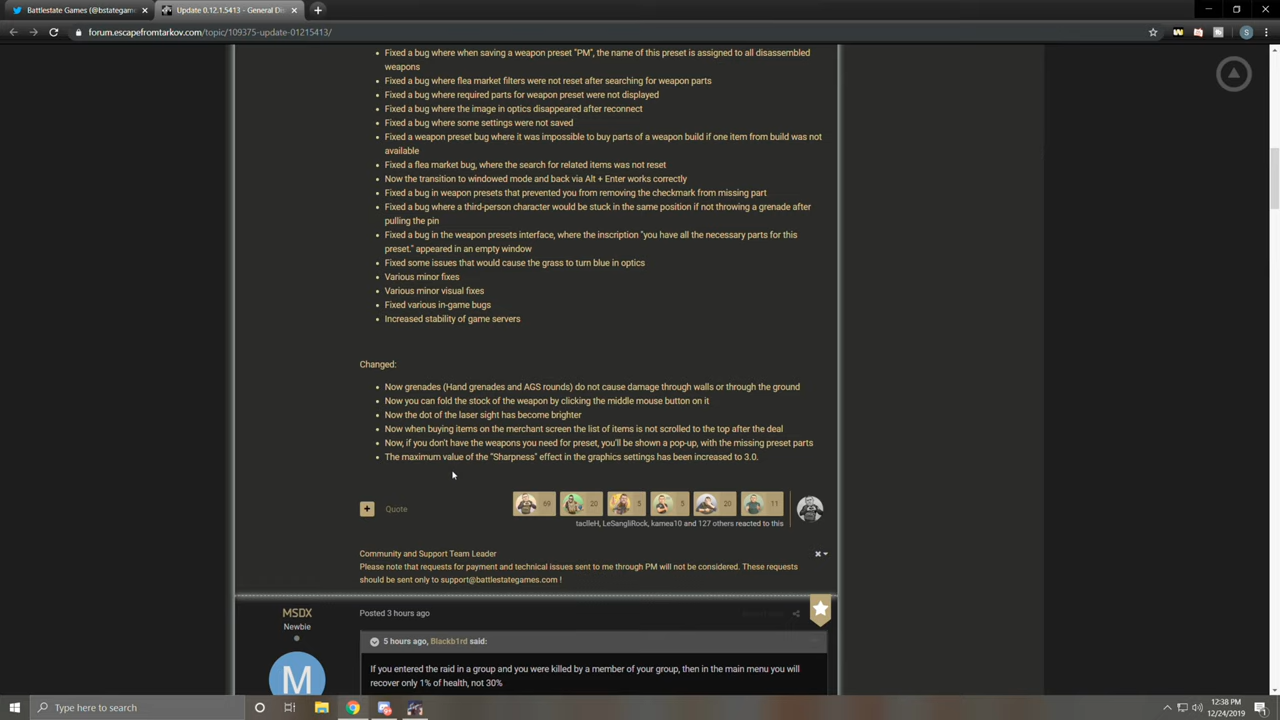 Battlestate Games (@bstategam
Update 0.12.1.5413 - General Di
forum.escapefromtarkov.com/topic/109375-update-01215413/
S
Fixed a bug where when saving a weapon preset "PM", the name of this preset is assigned to all disassembled
weapons
Fixed a bug where flea market filters were not reset after searching for weapon parts
Fixed a bug where required parts for weapon preset were not displayed
Fixed a bug where the image in optics disappeared after reconnect
Fixed a bug where some settings were not saved
Fixed a weapon preset bug where it was impossible to buy parts of a weapon build if one item from build was not
available
Fixed a flea market bug, where the search for related items was not reset
Now the transition to windowed mode and back via Alt + Enter works correctly
Fixed a bug in weapon presets that prevented you from removing the checkmark from missing part
Fixed a bug where a third-person character would be stuck in the same position if not throwing a grenade after
pulling the pin
Fixed a bug in the weapon presets interface, where the inscription "you have all the necessary parts for this
preset." appeared in an empty window
Fixed some issues that would cause the grass to turn blue in optics
Various minor fixes
Various minor visual fixes
Fixed various in-game bugs
Increased stability of game servers
Changed:
Now grenades (Hand grenades and AGS rounds) do not cause damage through walls or through the ground
Now you can fold the stock of the weapon by clicking the middle mouse button on it
Now the dot of the laser sight has become brighter
Now when buying items on the merchant screen the list of items is not scrolled to the top after the deal
Now, if you don't have the weapons you need for preset, you'll be shown a pop-up, with the missing preset parts
The maximum value of the "Sharpness" effect in the graphics settings has been increased to 3.0.
Quote
69 20 5 5 20 11
taclleH, LeSangliRock, kamea10 and 127 others reacted to this
Community and Support Team Leader
Please note that requests for payment and technical issues sent to me through PM will not be considered. These requests
should be sent only to support@battlestategames.com !
MSDX
Newbie
M
Posted 3 hours ago
5 hours ago, Blackb1rd said:
If you entered the raid in a group and you were killed by a member of your group, then in the main menu you will
recover only 1% of health, not 30%
Type here to search
12:38 PM
12/24/2019